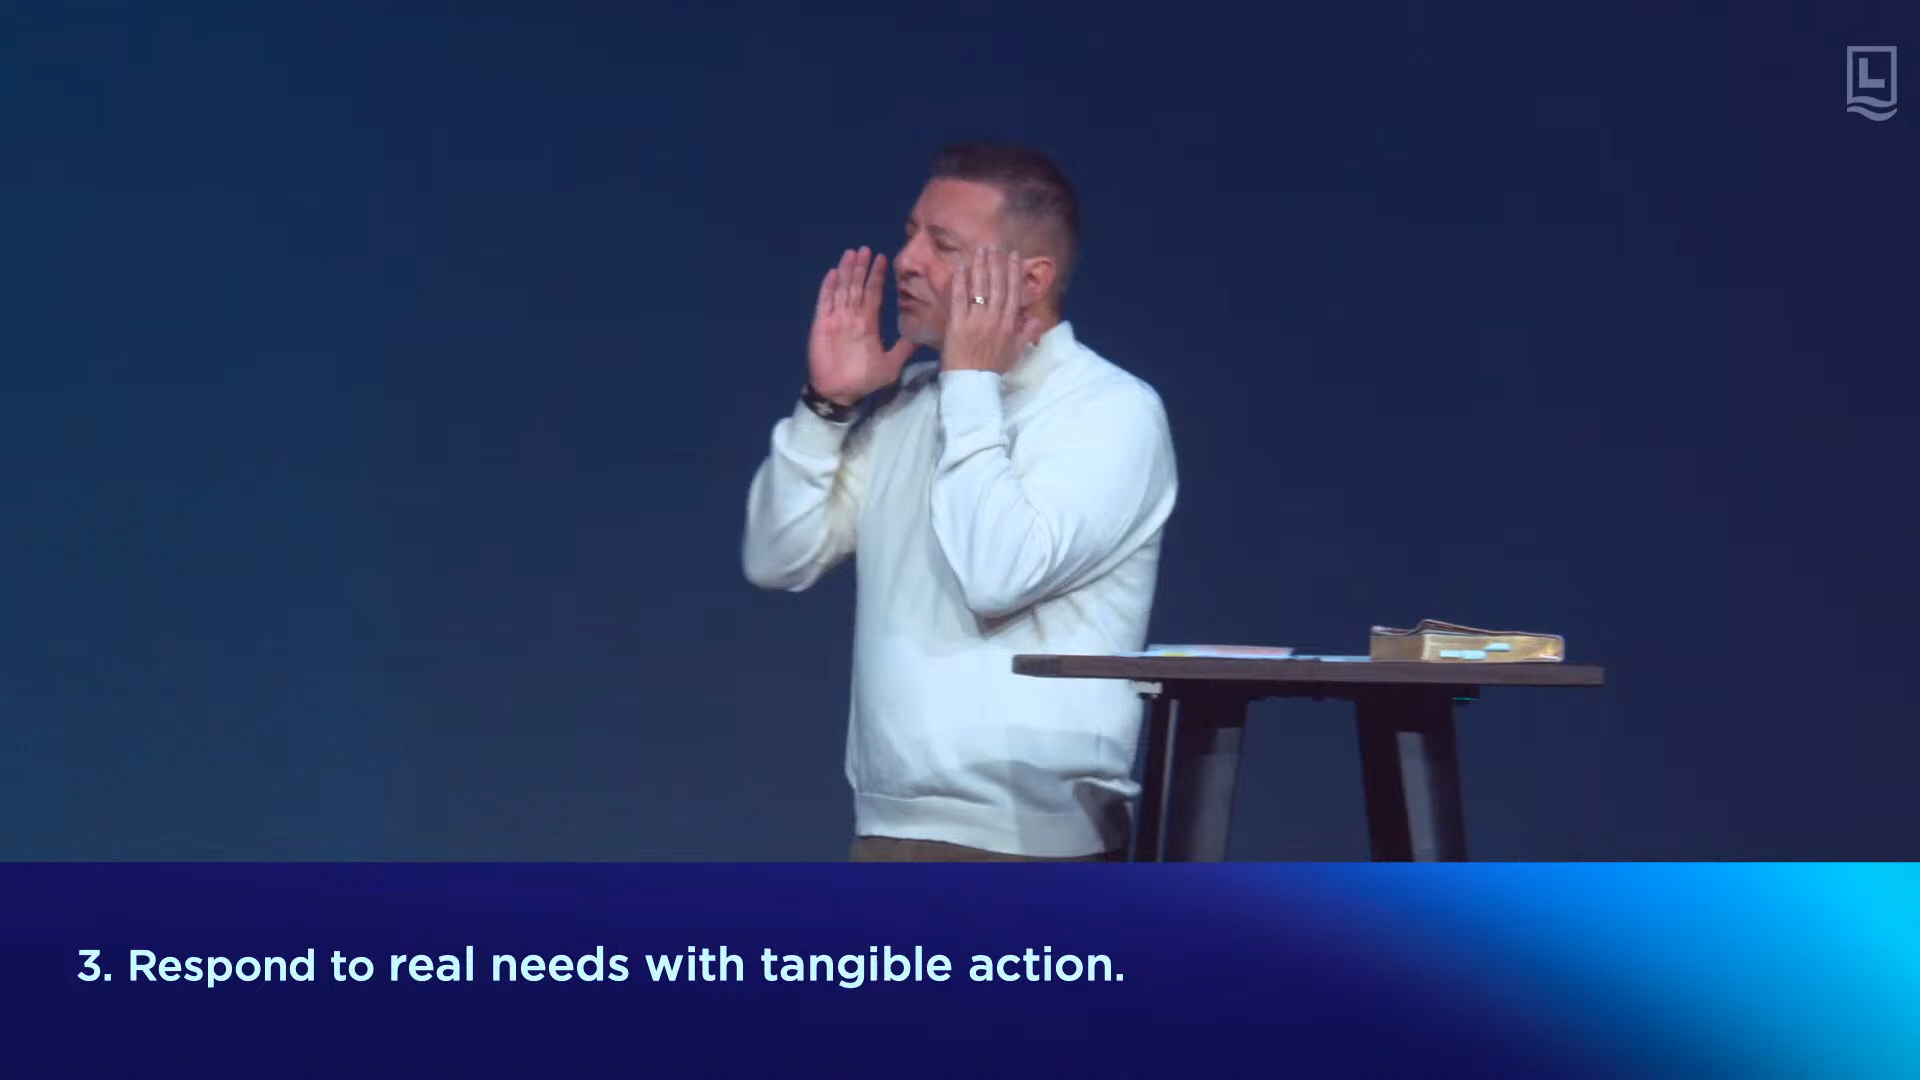 L
3. Respond to real needs with tangible action.